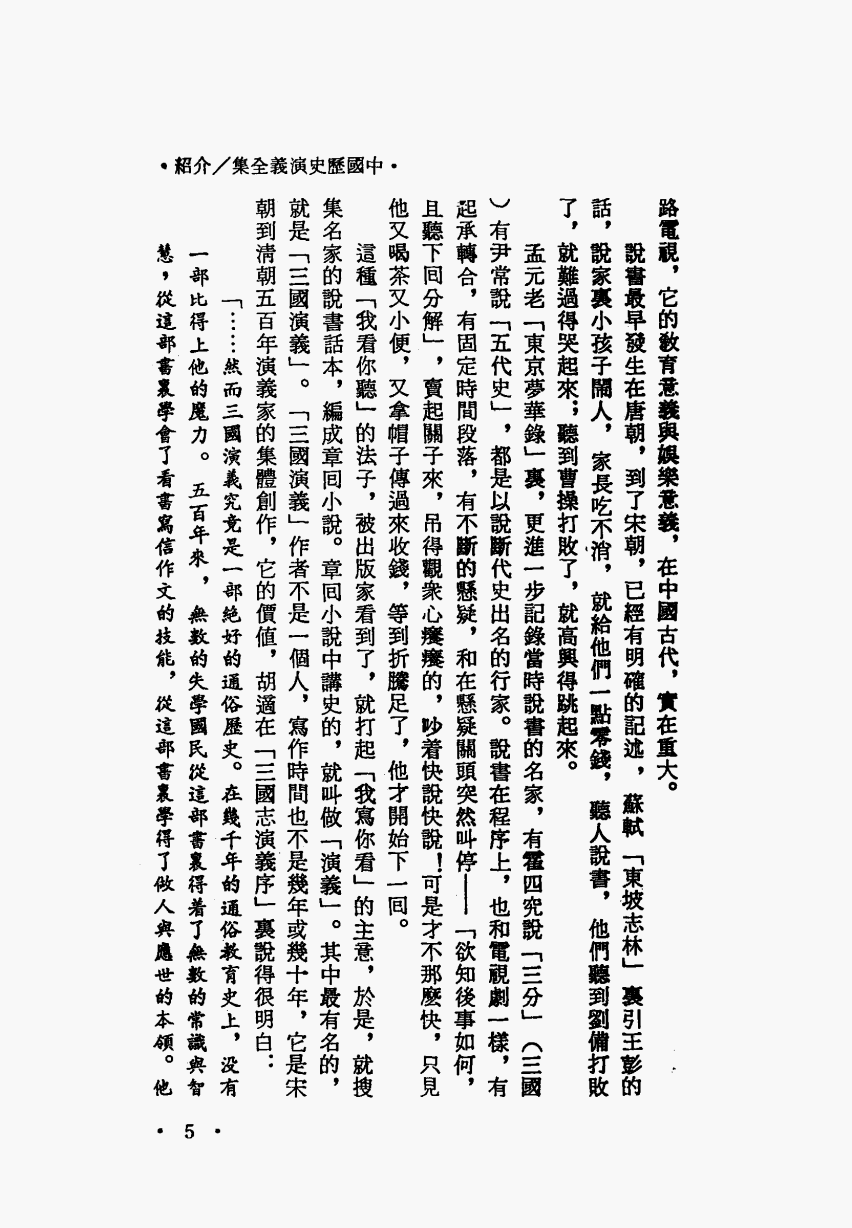 •中國歷史演義全集／介紹•
路電視，它的教育意義與娛樂意義，在中國古代，實在重大。
說書最早發生在唐朝，到了宋朝，已經有明確的記述，蘇軾「東坡志林」裏引王彭的
話，說家裏小孩子鬧人，家長吃不消，就給他們一點零錢，聽人說書，他們聽到劉備打敗
了，就難過得哭起來；聽到曹操打敗了，就高興得跳起來。
孟元老「東京夢華錄」裏，更進一步記錄當時說書的名家，有霍四究說「三分」（三國
）有尹常說「五代史」，都是以說斷代史出名的行家。說書在程序上，也和電視劇一樣，有
起承轉合，有固定時間段落，有不斷的懸疑，和在懸疑關頭突然叫停——「欲知後事如何，
且聽下回分解」，賣起關子來，吊得觀衆心癢癢的，吵着快說快說！可是才不那麼快，只見
他又喝茶又小便，又拿帽子傳過來收錢，等到折騰足了，他才開始下一回。
這種「我看你聽」的法子，被出版家看到了，就打起「我寫你看」的主意，於是，就搜
集名家的說書話本，編成章回小說。章回小說中講史的，就叫做「演義」。其中最有名的，
就是「三國演義」。「三國演義」作者不是一個人，寫作時間也不是幾年或幾十年，它是宋
朝到清朝五百年演義家的集體創作，它的價值，胡適在「三國志演義序」裏說得很明白：
「……然而三國演義究竟是一部絶好的通俗歷史。在幾千年的通俗教育史上，没有
一部比得上他的魔力。五百年來，無數的失學國民從這部書裏得着了無數的常識與智
慧，從這部書裏學會了看書寫信作文的技能，從這部書裏學得了做人與應世的本領。他
• 5 •